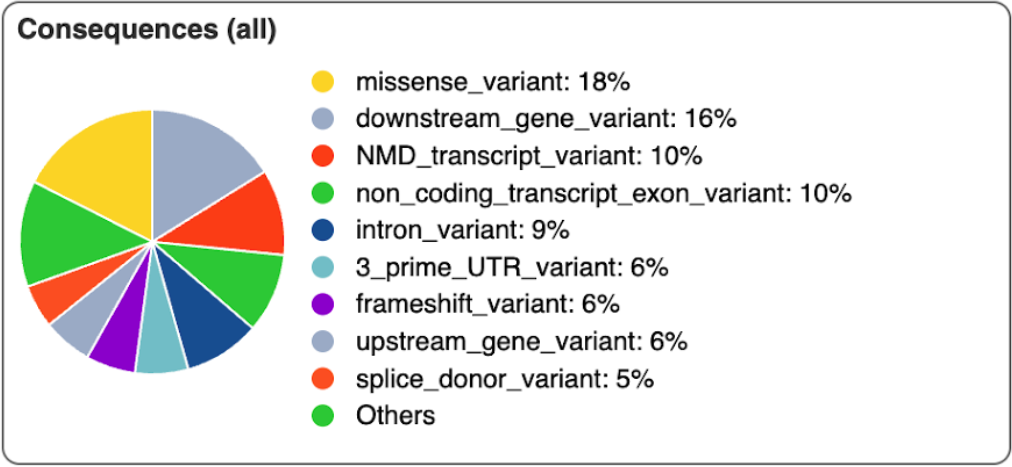 Consequences (all)
missense_variant: 18%
downstream_gene_variant: 16%
NMD_transcript_variant: 10%
non_coding_transcript_exon_variant: 10%
intron_variant: 9%
3_prime_UTR_variant: 6%
frameshift_variant: 6%
upstream_gene_variant: 6%
splice_donor_variant: 5%
Others